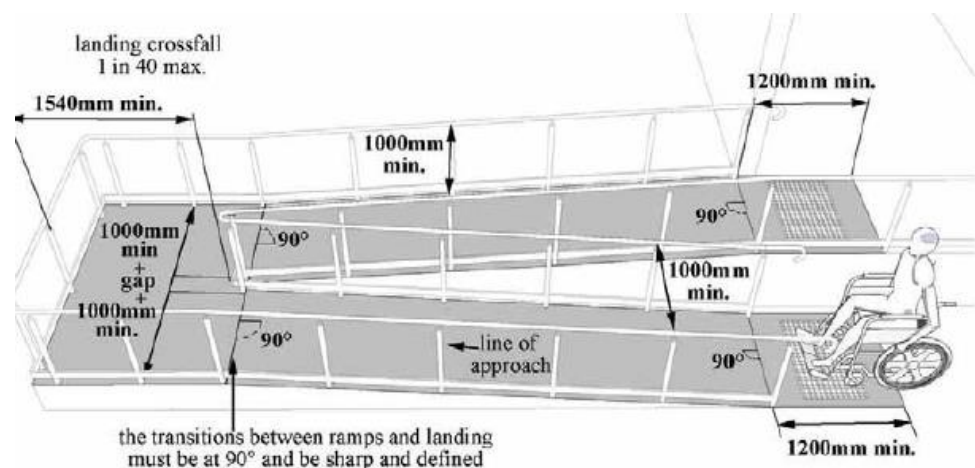 landing crossfall
1 in 40 max.
1540mm min.
1200mm min.
1000mm
min.
90°
90°
1000mm
min
+
gap
+
1000mm
min.
1000mm
min.
90°
line of
approach
90°
1200mm min.
the transitions between ramps and landing
must be at 90° and be sharp and defined